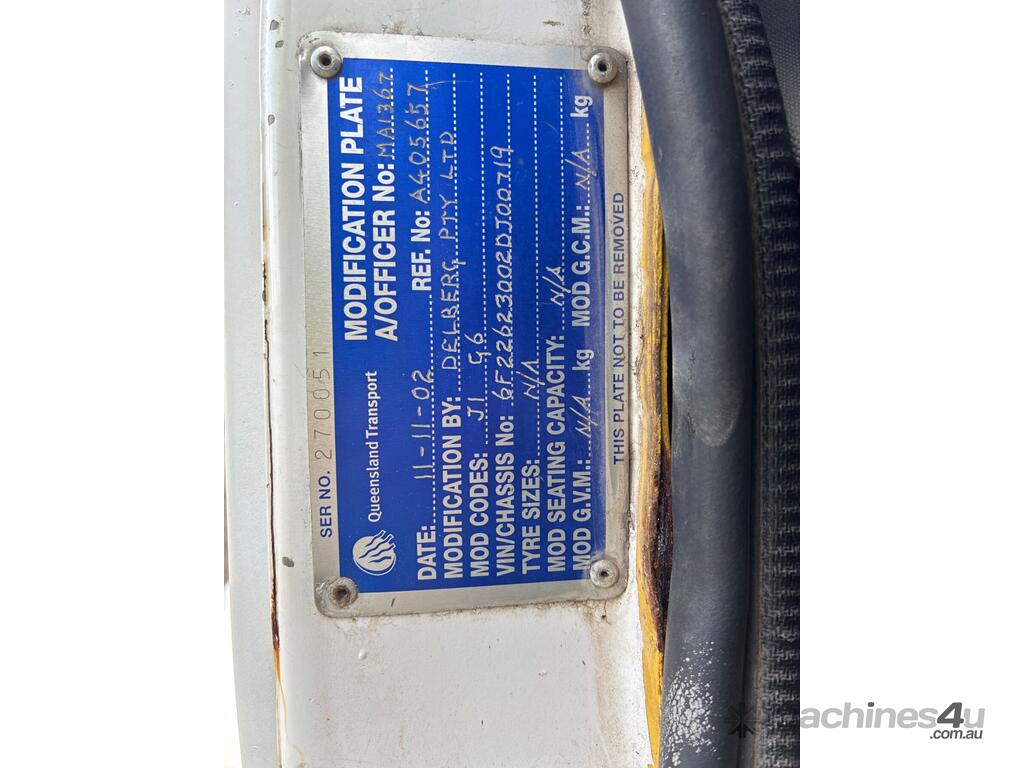 SER NO. 270051
Queensland Transport
MODIFICATION PLATE
A/OFFICER No: MA1367
DATE: 11-11-02 REF. No: A405657
MODIFICATION BY: DELBERG PTY LTD
MOD CODES: J1 G6
VIN/CHASSIS No: 6F22623002DJ00719
TYRE SIZES: N/A
MOD SEATING CAPACITY: N/A
MOD G.V.M.: N/A kg MOD G.C.M.: N/A kg
THIS PLATE NOT TO BE REMOVED
machines4u
.com.au